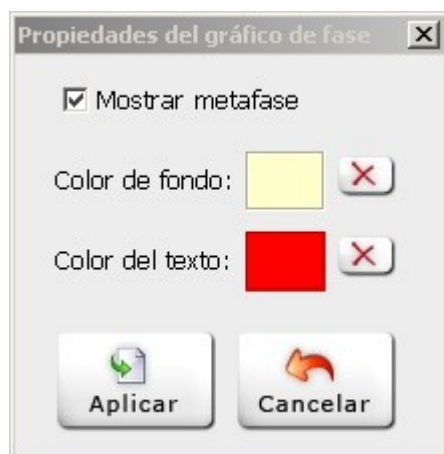 Propiedades del gráfico de fase
Mostrar metafase
Color de fondo:
Color del texto:
Aplicar
Cancelar